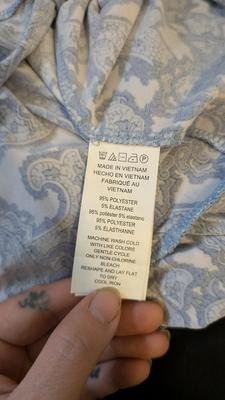 MADE IN VIETNAM
HECHO EN VIETNAM
FABRIQUÉ AU
VIETNAM
95% POLYESTER
5% ELASTANE
95% poliéster 5% elastano
95% POLYESTER
5% ÉLASTHANNE
MACHINE WASH COLD
WITH LIKE COLORS
GENTLE CYCLE
ONLY NON-CHLORINE
BLEACH
RESHAPE AND LAY FLAT
TO DRY
COOL IRON